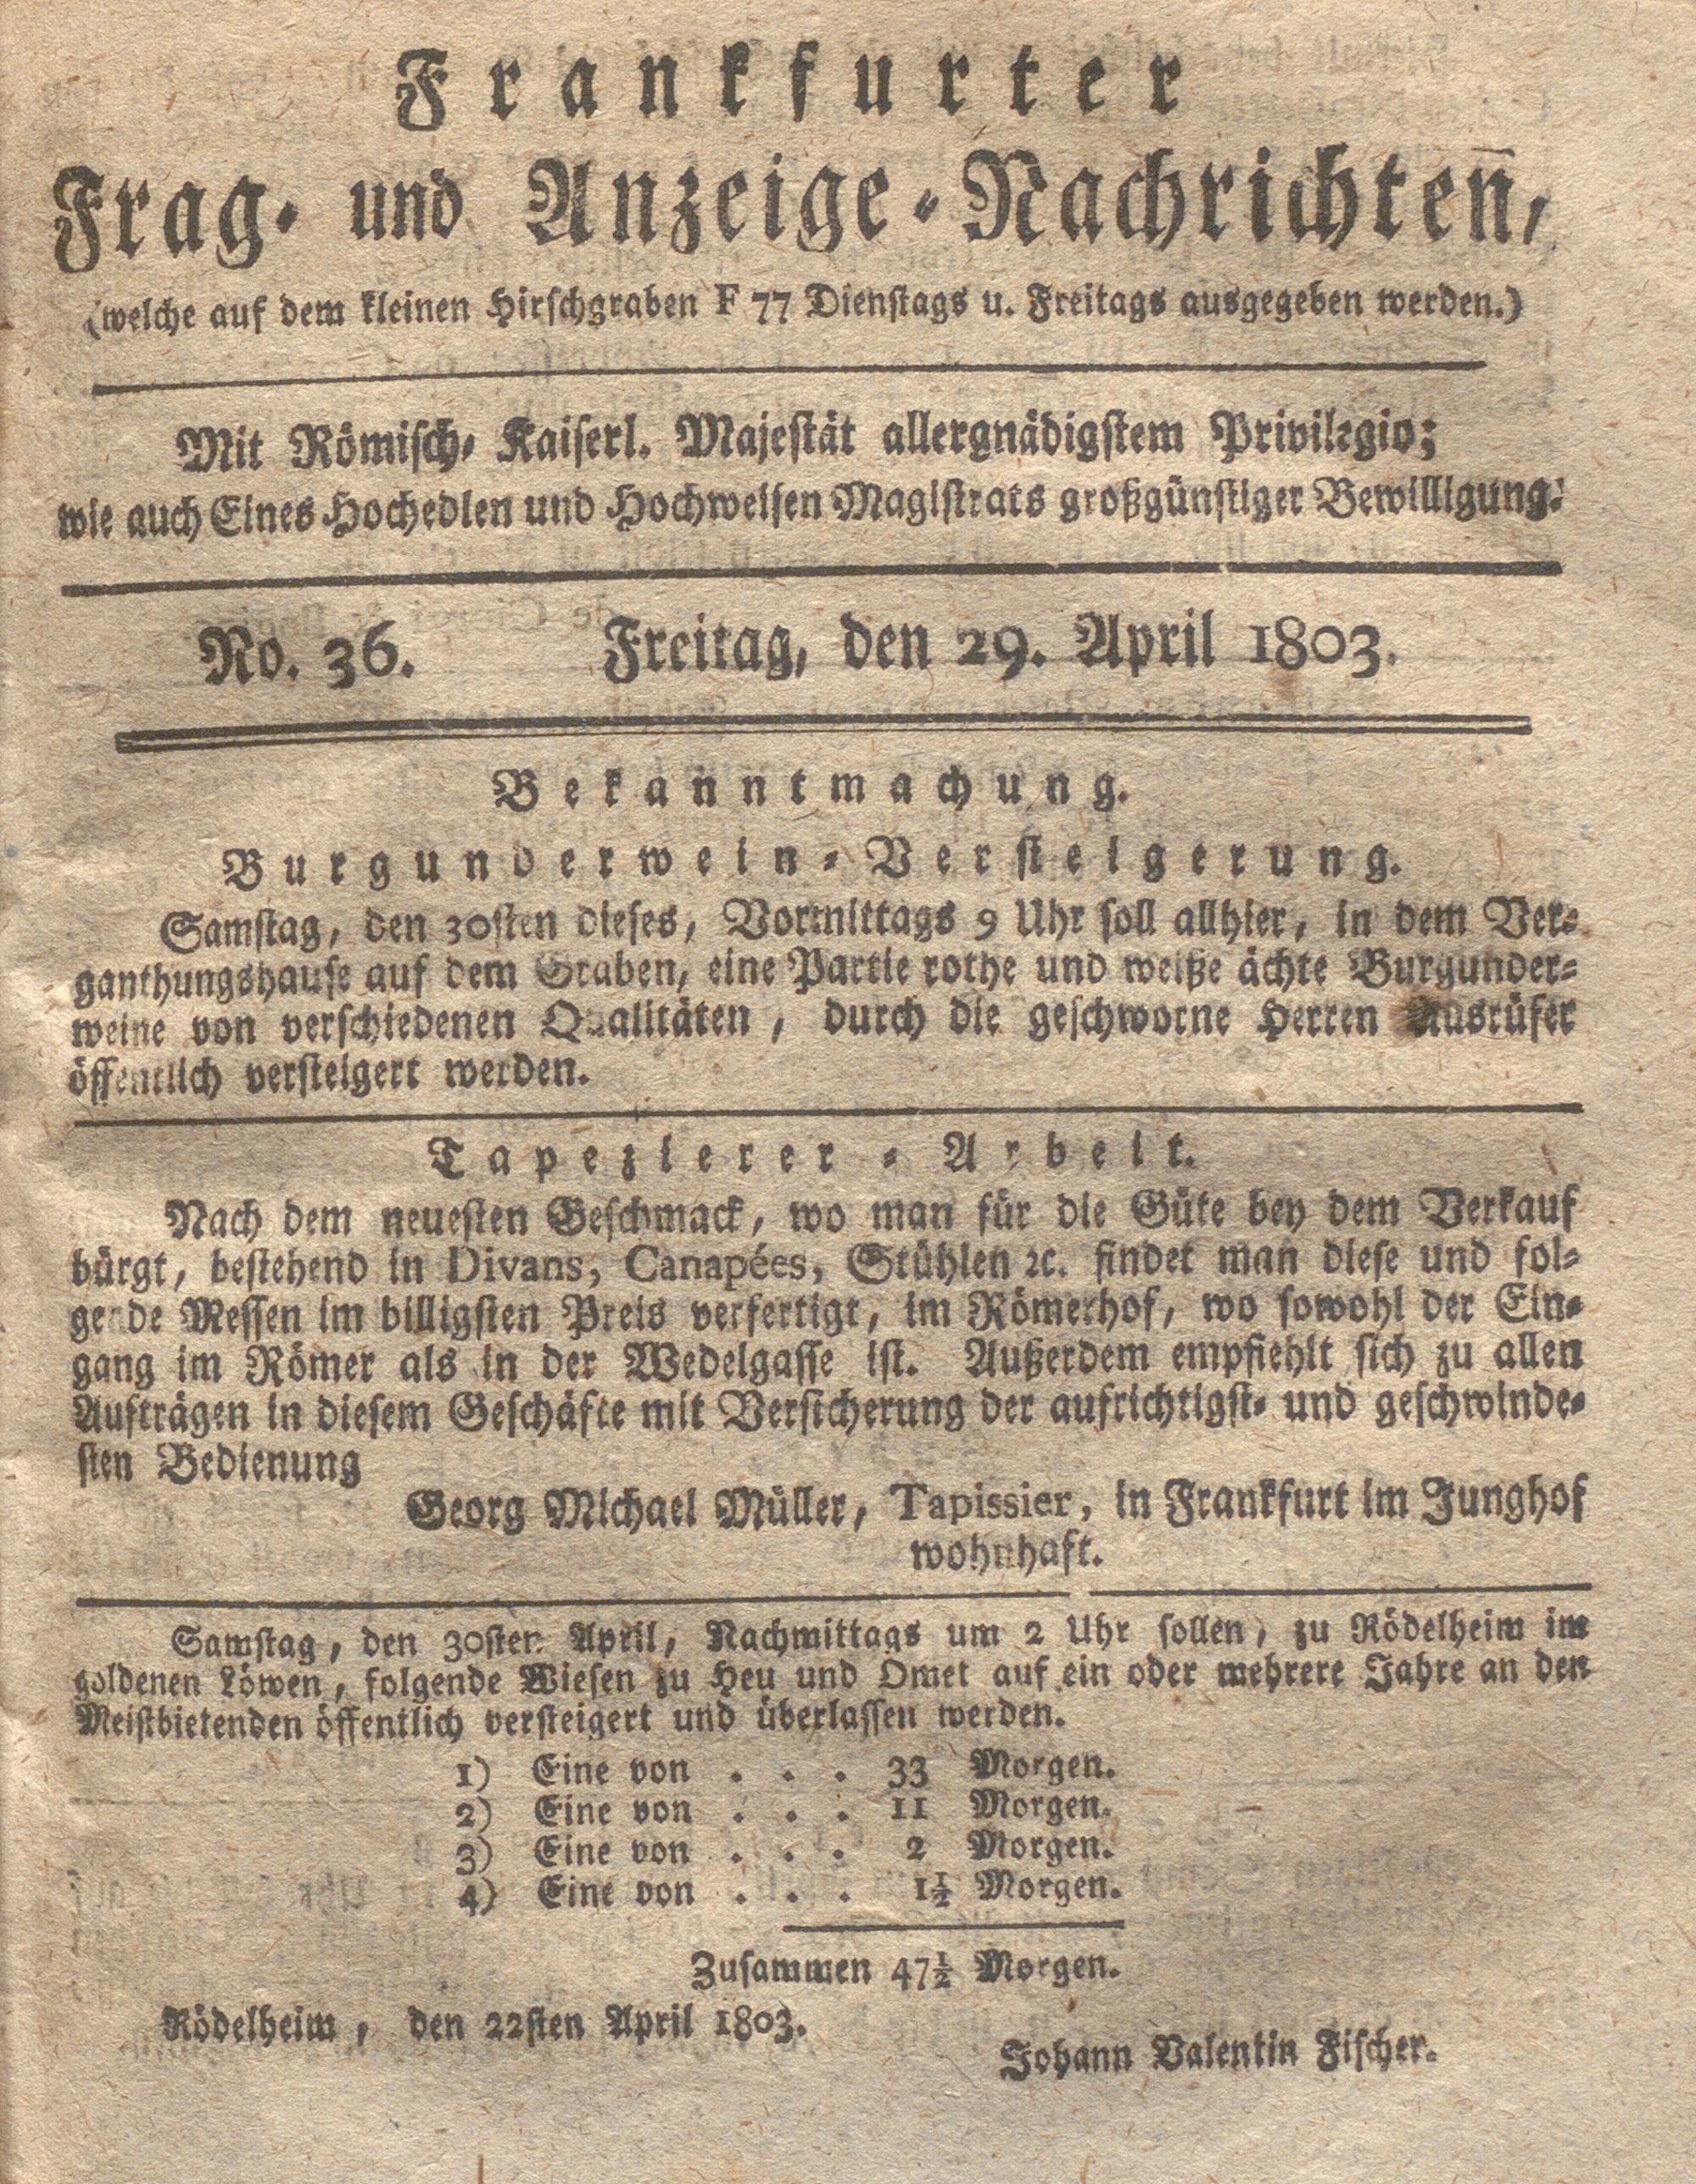 Frankfurter
Frag- und Anzeige-Nachrichten,
(welche auf dem kleinen Hirschgraben F 77 Dienstags u. Freitags ausgegeben werden.)
Mit Römisch-Kaiserl. Majestät allergnädigstem Privilegio;
wie auch Eines Hochedlen und Hochweisen Magistrats großgünstiger Bewilligung.
No. 36. Freitag, den 29. April 1803.
Bekanntmachung.
Burgunderwein-Versteigerung.
Samstag, den 30sten dieses, Vormittags 9 Uhr soll allhier, in dem Ver-
ganthungshause auf dem Graben, eine Partie rothe und weiße ächte Burgunder-
weine von verschiedenen Qualitäten, durch die geschworne Herren Ausrüfer
öffentlich versteigert werden.
Tapezierer-Arbeit.
Nach dem neuesten Geschmack, wo man für die Güte bey dem Verkauf
bürgt, bestehend in Divans, Canapées, Stühlen ꝛc. findet man diese und fol-
gende Messen im billigsten Preis verfertigt, im Römerhof, wo sowohl der Ein-
gang im Römer als in der Wedelgasse ist. Außerdem empfiehlt sich zu allen
Aufträgen in diesem Geschäfte mit Versicherung der aufrichtigst- und geschwinde-
sten Bedienung
Georg Michael Müller, Tapissier, in Frankfurt im Junghof
wohnhaft.
Samstag, den 30sten April, Nachmittags um 2 Uhr sollen, zu Rödelheim im
goldenen Löwen, folgende Wiesen zu Heu und Omet auf ein oder mehrere Jahre an den
Meistbietenden öffentlich versteigert und überlassen werden.
1) Eine von . . . 33 Morgen.
2) Eine von . . . 11 Morgen.
3) Eine von . . . 2 Morgen.
4) Eine von . . . 1½ Morgen.
Zusammen 47½ Morgen.
Rödelheim, den 22sten April 1803.
Johann Valentin Fischer.